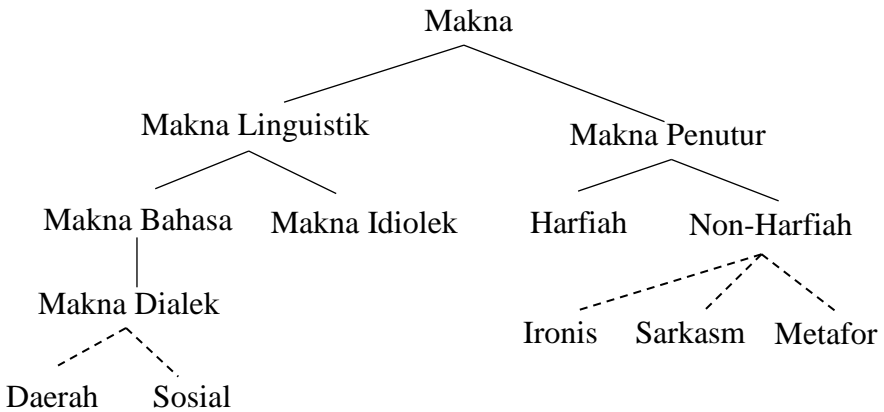 Makna
Makna Linguistik
Makna Penutur
Makna Bahasa
Makna Idiolek
Harfiah
Non-Harfiah
Makna Dialek
Ironis
Sarkasm
Metafor
Daerah
Sosial